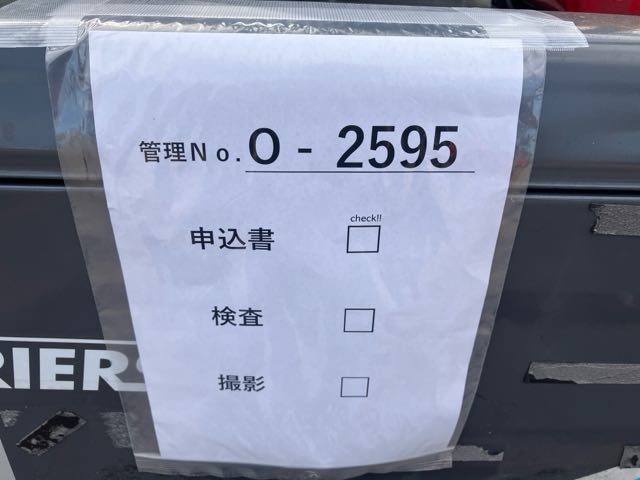 管理No. O - 2595
check!!
申込書 □
検査 □
撮影 □
RIERS